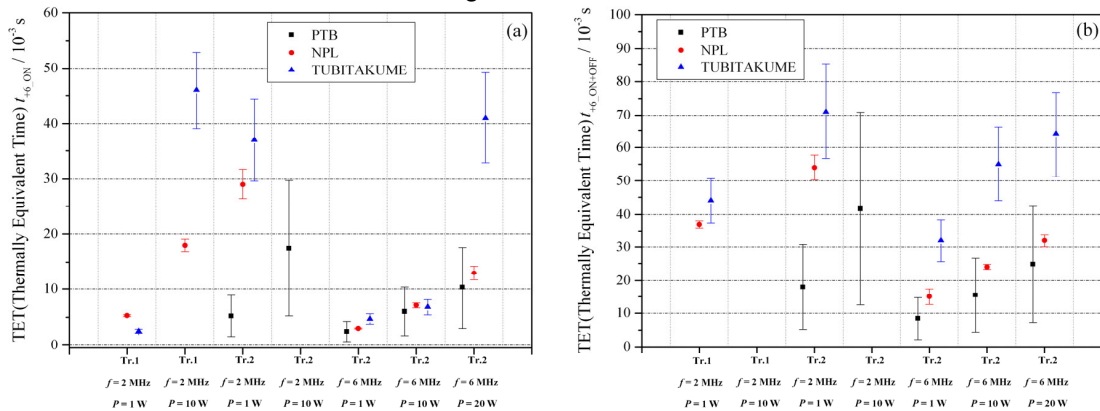 60
50
40
30
20
10
0
TET(Thermally Equivalent Time) t+6_ON / 10-3 s
PTB
NPL
TUBITAKUME
(a)
Tr.1 Tr.1 Tr.2 Tr.2 Tr.2 Tr.2 Tr.2
f = 2 MHz f = 2 MHz f = 2 MHz f = 2 MHz f = 6 MHz f = 6 MHz f = 6 MHz
P = 1 W P = 10 W P = 1 W P = 10 W P = 1 W P = 10 W P = 20 W
100
90
80
70
60
50
40
30
20
10
0
TET(Thermally Equivalent Time) t+6_ON+OFF / 10-3 s
PTB
NPL
TUBITAKUME
(b)
Tr.1 Tr.1 Tr.2 Tr.2 Tr.2 Tr.2 Tr.2
f = 2 MHz f = 2 MHz f = 2 MHz f = 2 MHz f = 6 MHz f = 6 MHz f = 6 MHz
P = 1 W P = 10 W P = 1 W P = 10 W P = 1 W P = 10 W P = 20 W